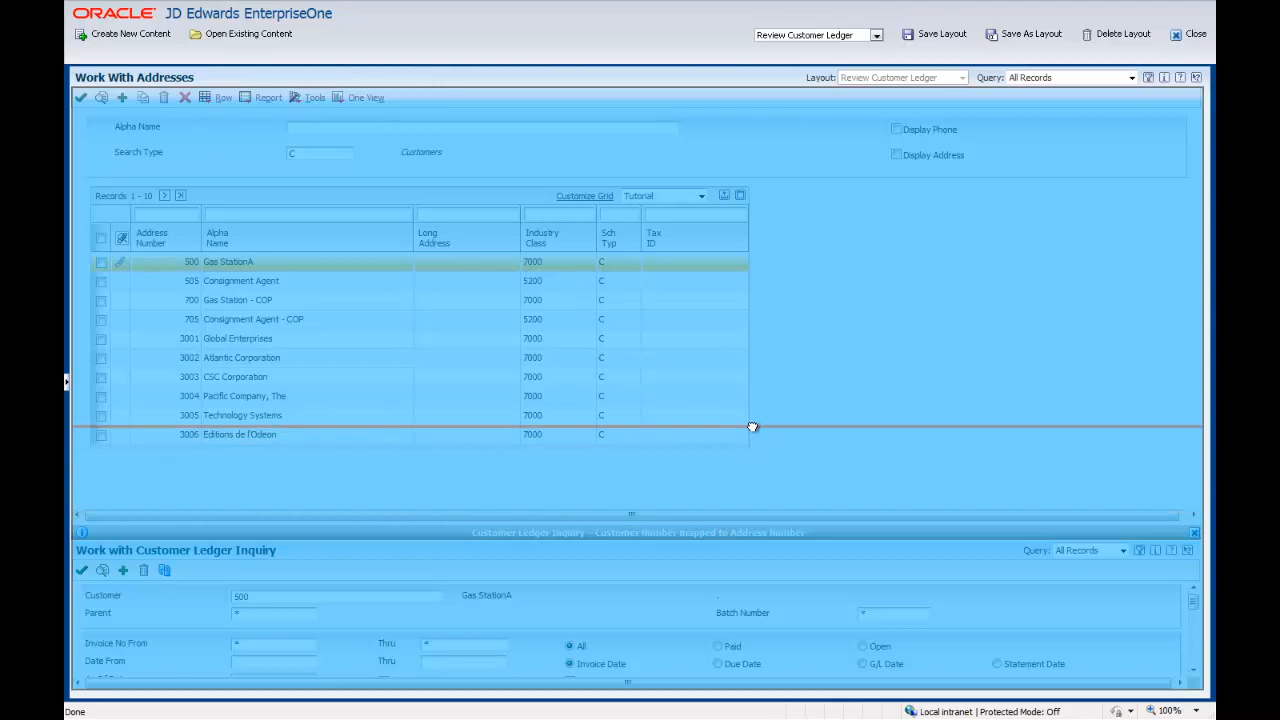 ORACLE JD Edwards EnterpriseOne
Create New Content Open Existing Content Review Customer Ledger Save Layout Save As Layout Delete Layout Close
Work With Addresses Layout: Review Customer Ledger Query: All Records
Row Report Tools One View
Alpha Name Display Phone
Search Type C Customers Display Address
Records 1 - 10 Customize Grid Tutorial
Address Number Alpha Name Long Address Industry Class Sch Typ Tax ID
500 Gas StationA 7000 C
505 Consignment Agent 5200 C
700 Gas Station - COP 7000 C
705 Consignment Agent - COP 5200 C
3001 Global Enterprises 7000 C
3002 Atlantic Corporation 7000 C
3003 CSC Corporation 7000 C
3004 Pacific Company, The 7000 C
3005 Technology Systems 7000 C
3006 Editions de l'Odeon 7000 C
Customer Ledger Inquiry -- Customer Number mapped to Address Number
Work with Customer Ledger Inquiry Query: All Records
Customer 500 Gas StationA .
Parent * Batch Number *
Invoice No From * Thru * All Paid Open
Date From Thru Invoice Date Due Date G/L Date Statement Date
Done Local intranet | Protected Mode: Off 100%